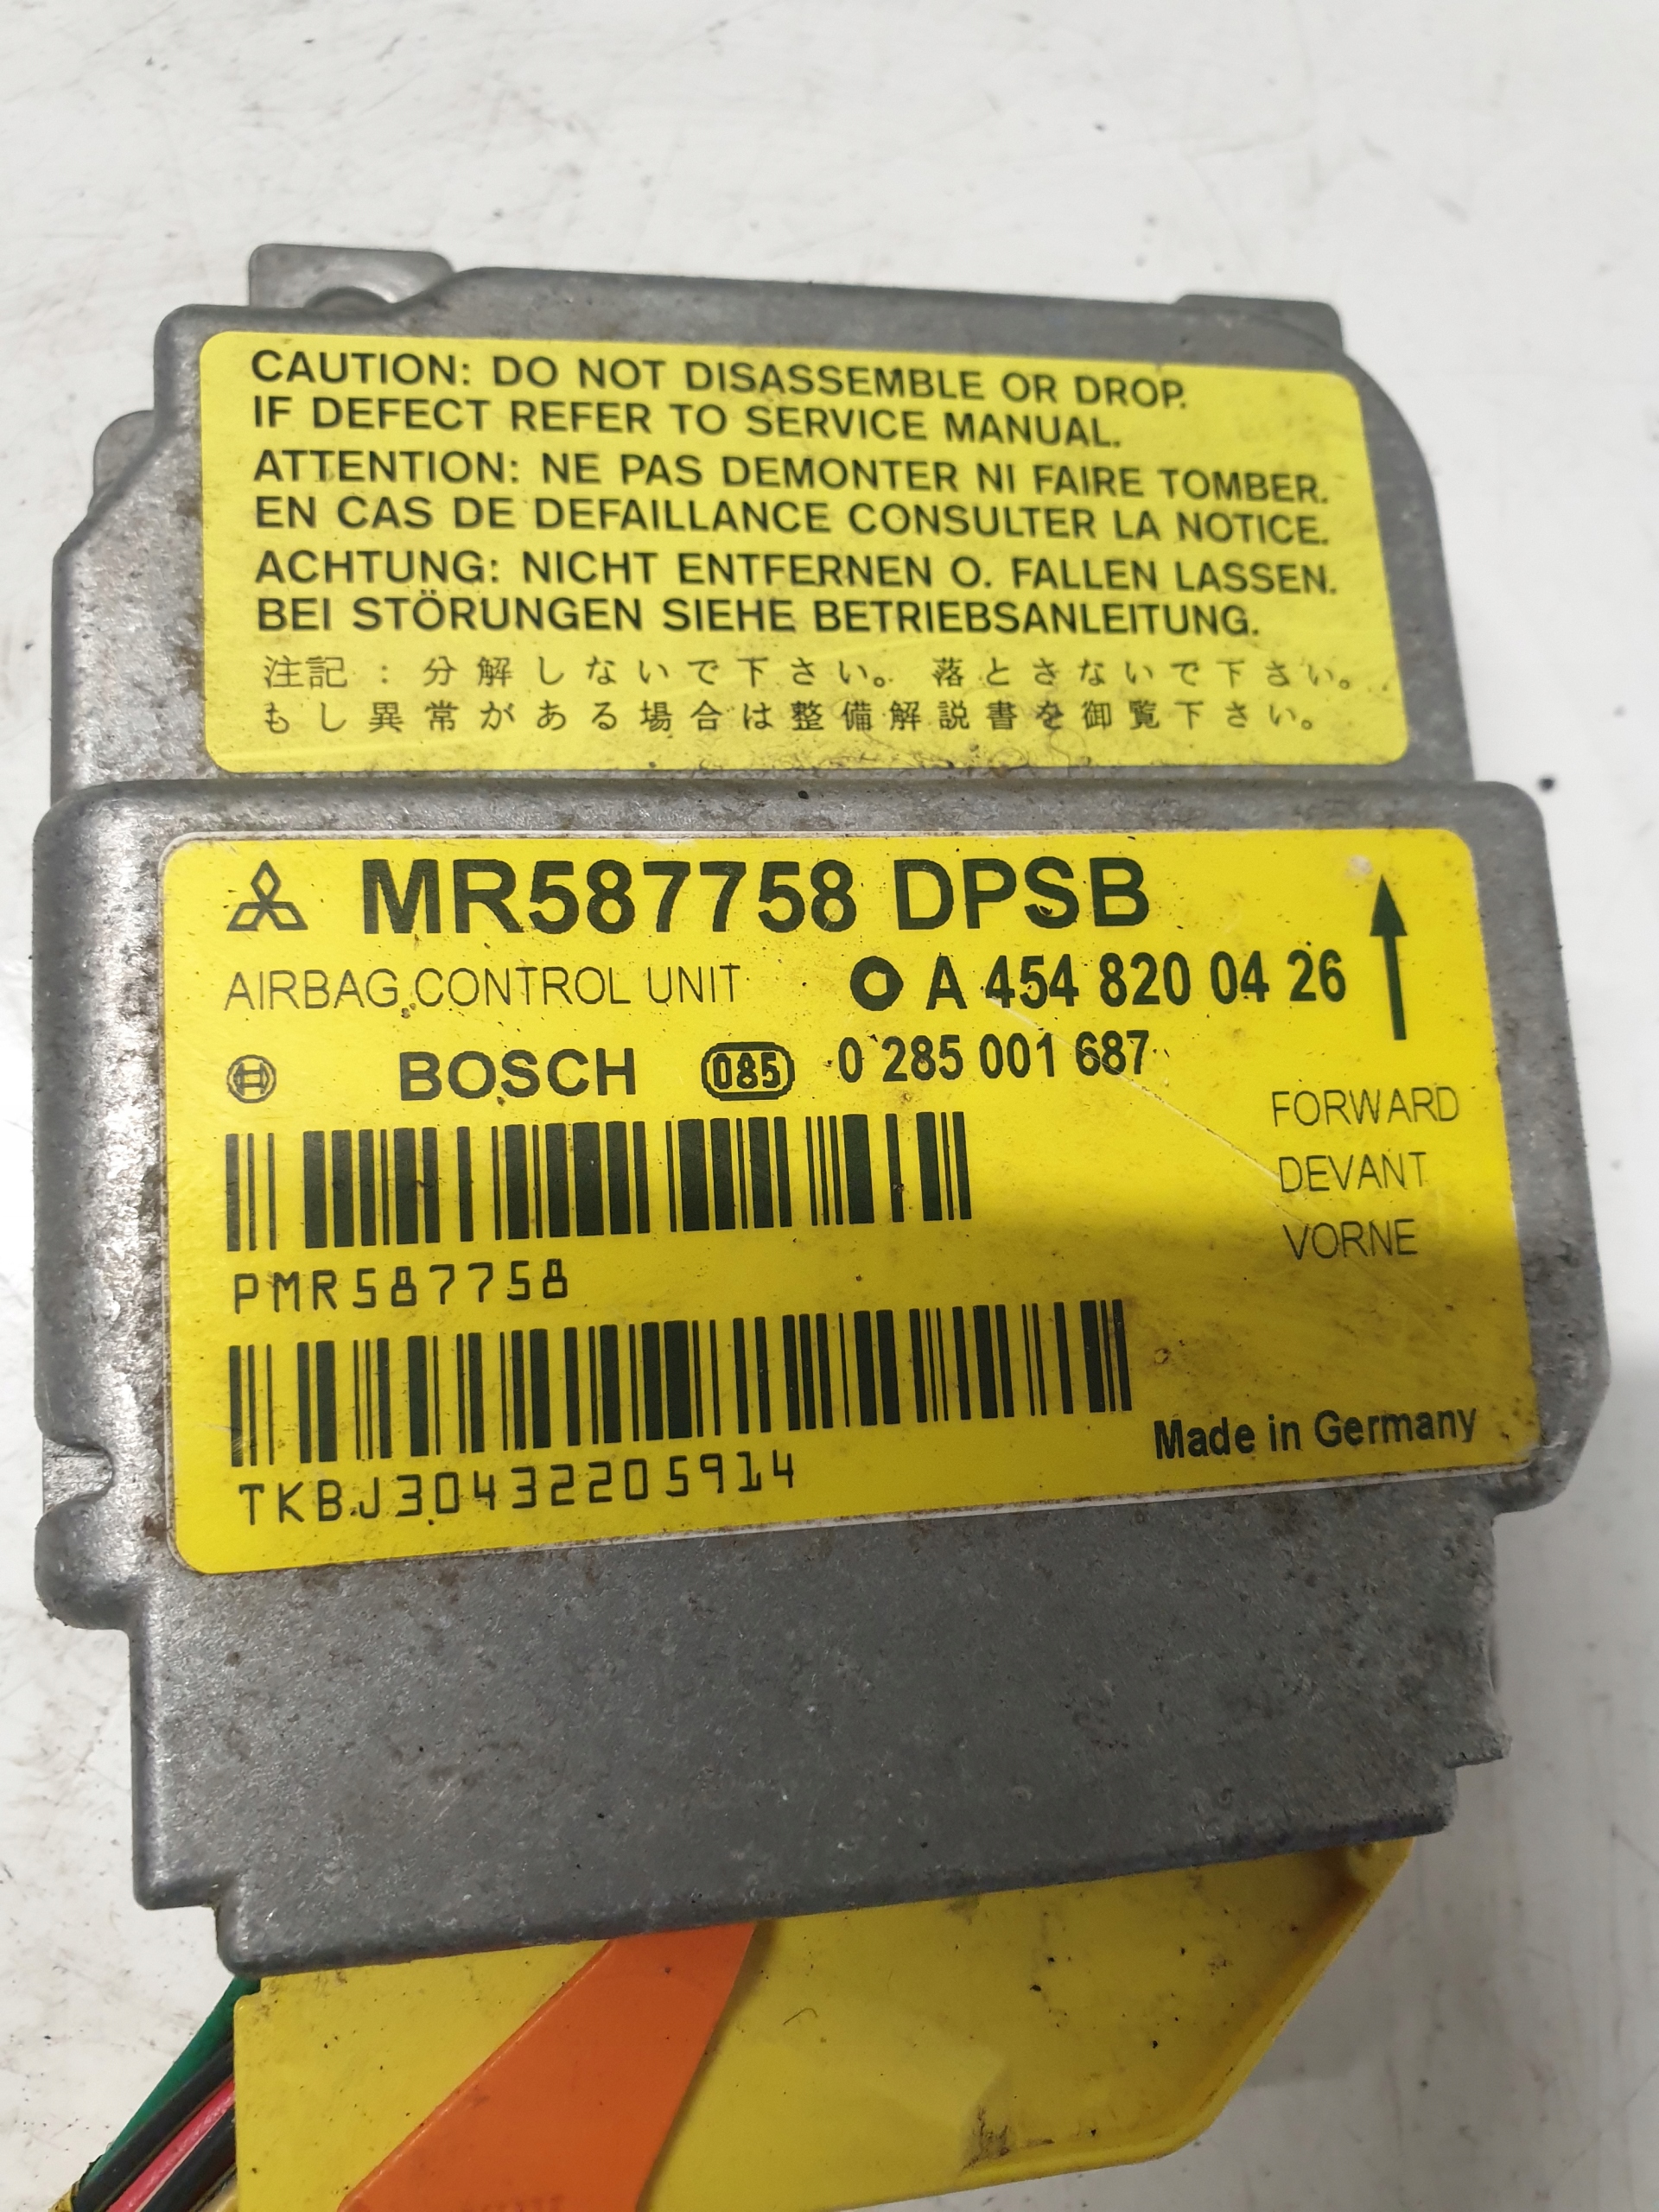 CAUTION: DO NOT DISASSEMBLE OR DROP.
IF DEFECT REFER TO SERVICE MANUAL.
ATTENTION: NE PAS DEMONTER NI FAIRE TOMBER.
EN CAS DE DEFAILLANCE CONSULTER LA NOTICE.
ACHTUNG: NICHT ENTFERNEN O. FALLEN LASSEN.
BEI STÖRUNGEN SIEHE BETRIEBSANLEITUNG.
注記：分解しないで下さい。落とさないで下さい。
もし異常がある場合は整備解説書を御覧下さい。
MR587758 DPSB
AIRBAG CONTROL UNIT A 454 820 04 26
BOSCH 085 0 285 001 687
FORWARD
DEVANT
VORNE
PMR587758
TKBJ30432205914
Made in Germany